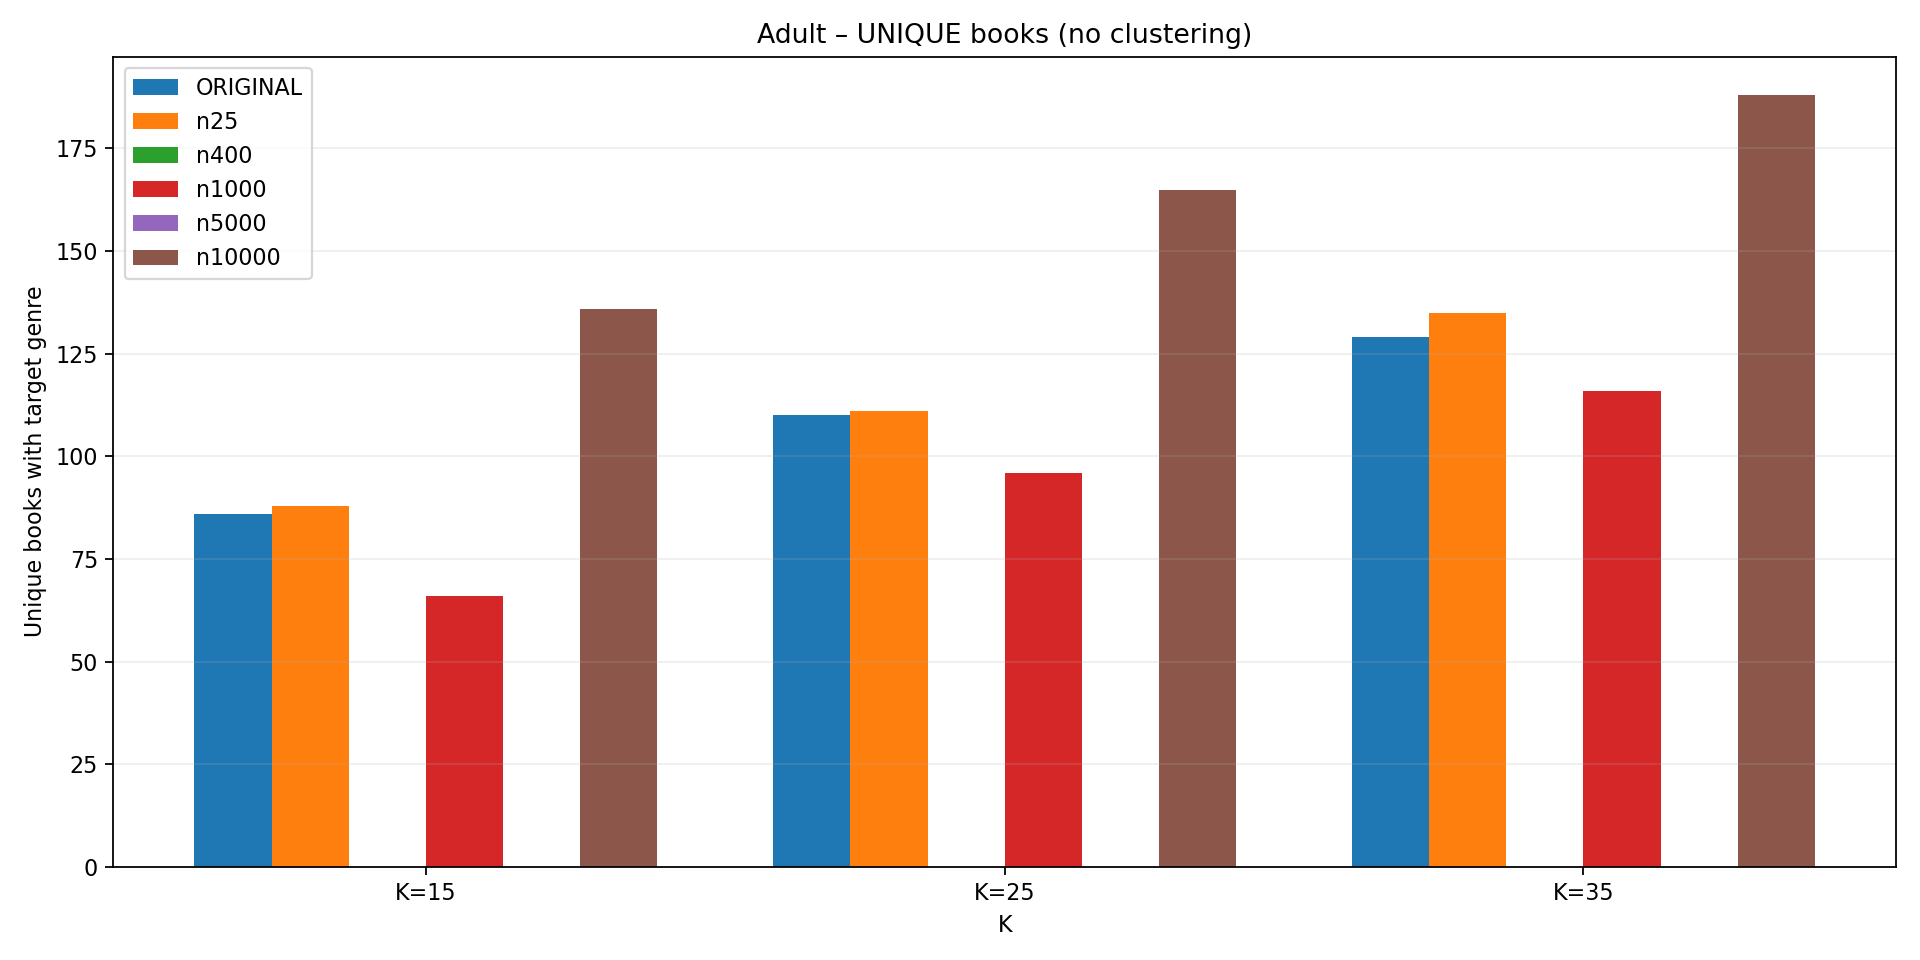 Adult – UNIQUE books (no clustering)
ORIGINAL
n25
n400
n1000
n5000
n10000
Unique books with target genre
175
150
125
100
75
50
25
0
K=15
K=25
K=35
K